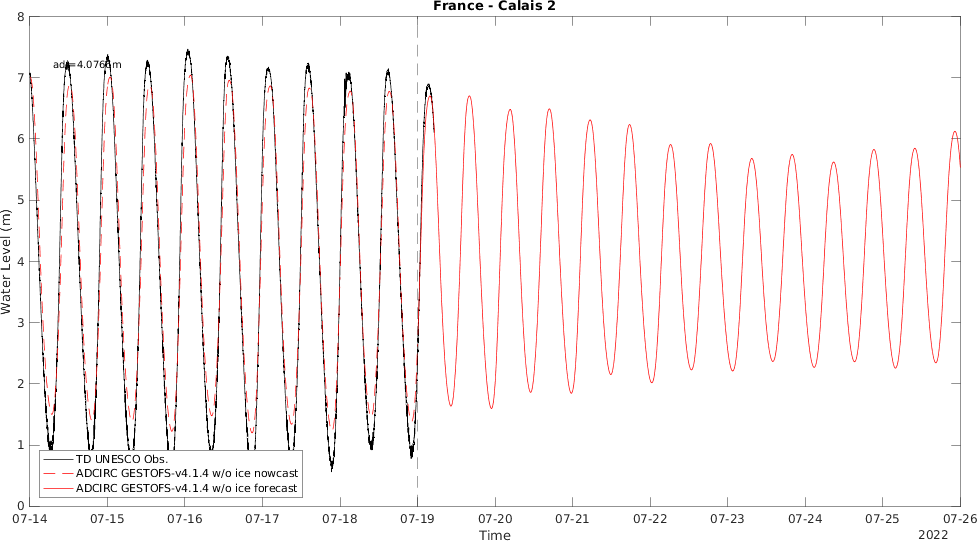 France - Calais 2
8
adj=4.0766m
7
6
5
4
3
2
1
0
Water Level (m)
TD UNESCO Obs.
ADCIRC GESTOFS-v4.1.4 w/o ice nowcast
ADCIRC GESTOFS-v4.1.4 w/o ice forecast
07-14 07-15 07-16 07-17 07-18 07-19 07-20 07-21 07-22 07-23 07-24 07-25 07-26
Time
2022